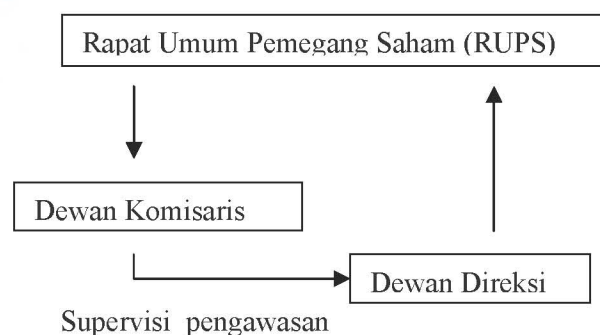 Rapat Umum Pemegang Saham (RUPS)
Dewan Komisaris
Dewan Direksi
Supervisi pengawasan